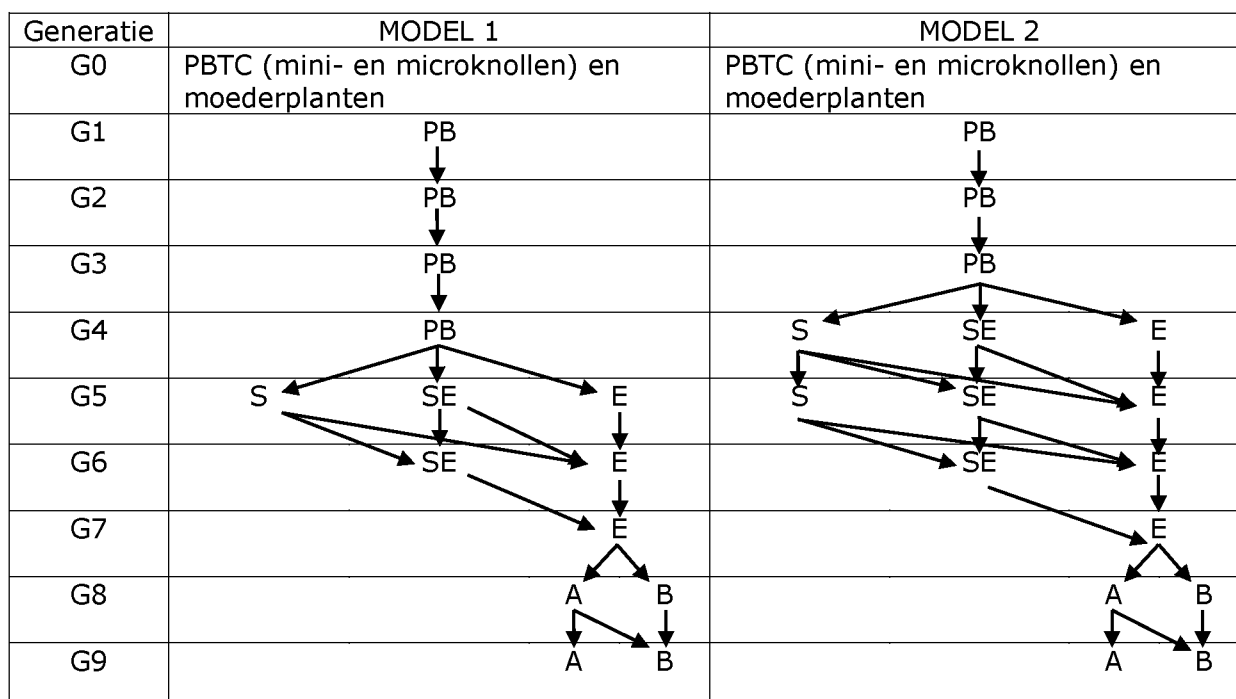 Generatie MODEL 1 MODEL 2
G0 PBTC (mini- en microknollen) en PBTC (mini- en microknollen) en
moederplanten moederplanten
G1 PB PB
G2 PB PB
G3 PB PB
G4 PB S SE E
G5 S SE E S SE E
G6 SE E SE E
G7 E E
G8 A B A B
G9 A B A B